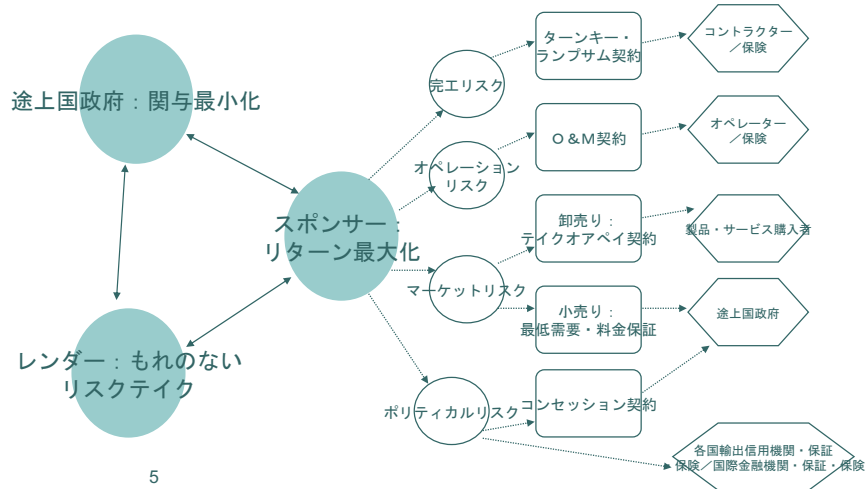 途上国政府：関与最小化
スポンサー：
リターン最大化
レンダー：もれのない
リスクテイク
完工リスク
オペレーション
リスク
マーケットリスク
ポリティカルリスク
ターンキー・
ランプサム契約
Ｏ＆Ｍ契約
卸売り：
テイクオアペイ契約
小売り：
最低需要・料金保証
コンセッション契約
コントラクター
／保険
オペレーター
／保険
製品・サービス購入者
途上国政府
各国輸出信用機関・保証
保険／国際金融機関・保証・保険
5